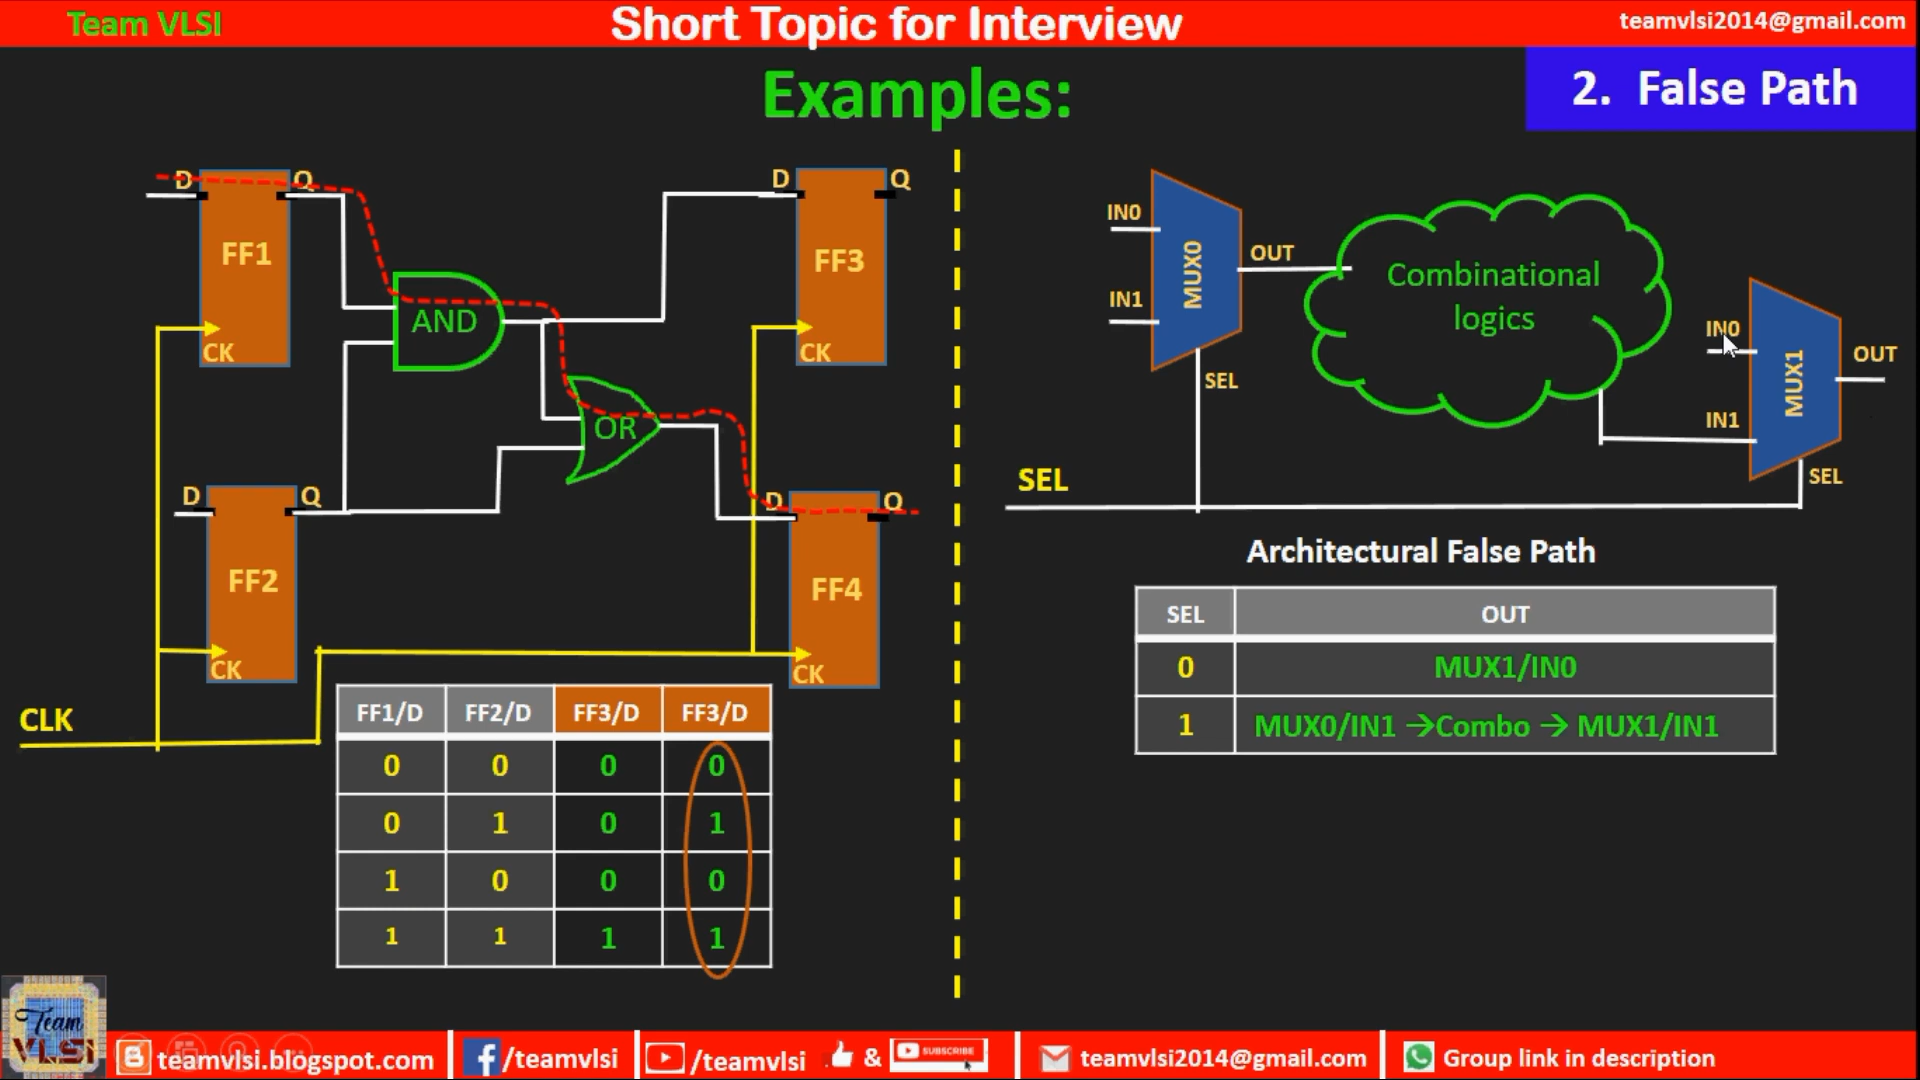 Team VLSI
Short Topic for Interview
teamvlsi2014@gmail.com
Examples:
2. False Path
D
Q
FF1
CK
AND
OR
D
Q
FF3
CK
D
Q
FF2
CK
D
Q
FF4
CK
CLK
FF1/D FF2/D FF3/D FF3/D
0 0 0 0
0 1 0 1
1 0 0 0
1 1 1 1
IN0
IN1
MUX0
OUT
SEL
Combinational
logics
IN0
IN1
MUX1
OUT
SEL
SEL
Architectural False Path
SEL OUT
0 MUX1/IN0
1 MUX0/IN1 →Combo → MUX1/IN1
Team
VLSI
teamvlsi.blogspot.com
/teamvlsi
/teamvlsi
&
SUBSCRIBE
teamvlsi2014@gmail.com
Group link in description